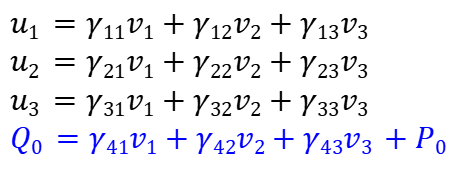 u₁ = γ₁₁v₁ + γ₁₂v₂ + γ₁₃v₃
u₂ = γ₂₁v₁ + γ₂₂v₂ + γ₂₃v₃
u₃ = γ₃₁v₁ + γ₃₂v₂ + γ₃₃v₃
Q₀ = γ₄₁v₁ + γ₄₂v₂ + γ₄₃v₃ + P₀